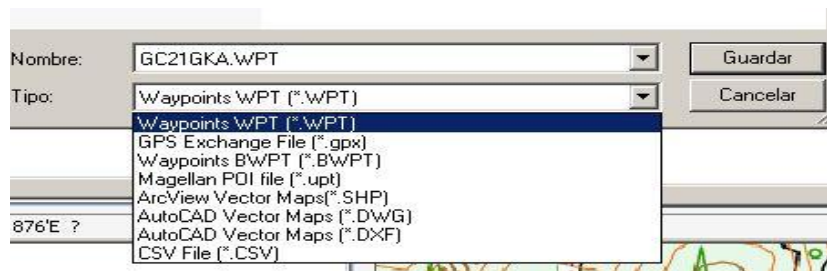 Nombre: GC21GKA.WPT Guardar
Tipo: Waypoints WPT (*.WPT) Cancelar
Waypoints WPT (*.WPT)
GPS Exchange File (*.gpx)
Waypoints BWPT (*.BWPT)
Magellan POI file (*.upt)
ArcView Vector Maps(*.SHP)
AutoCAD Vector Maps (*.DWG)
876'E ?
AutoCAD Vector Maps (*.DXF)
CSV File (*.CSV)